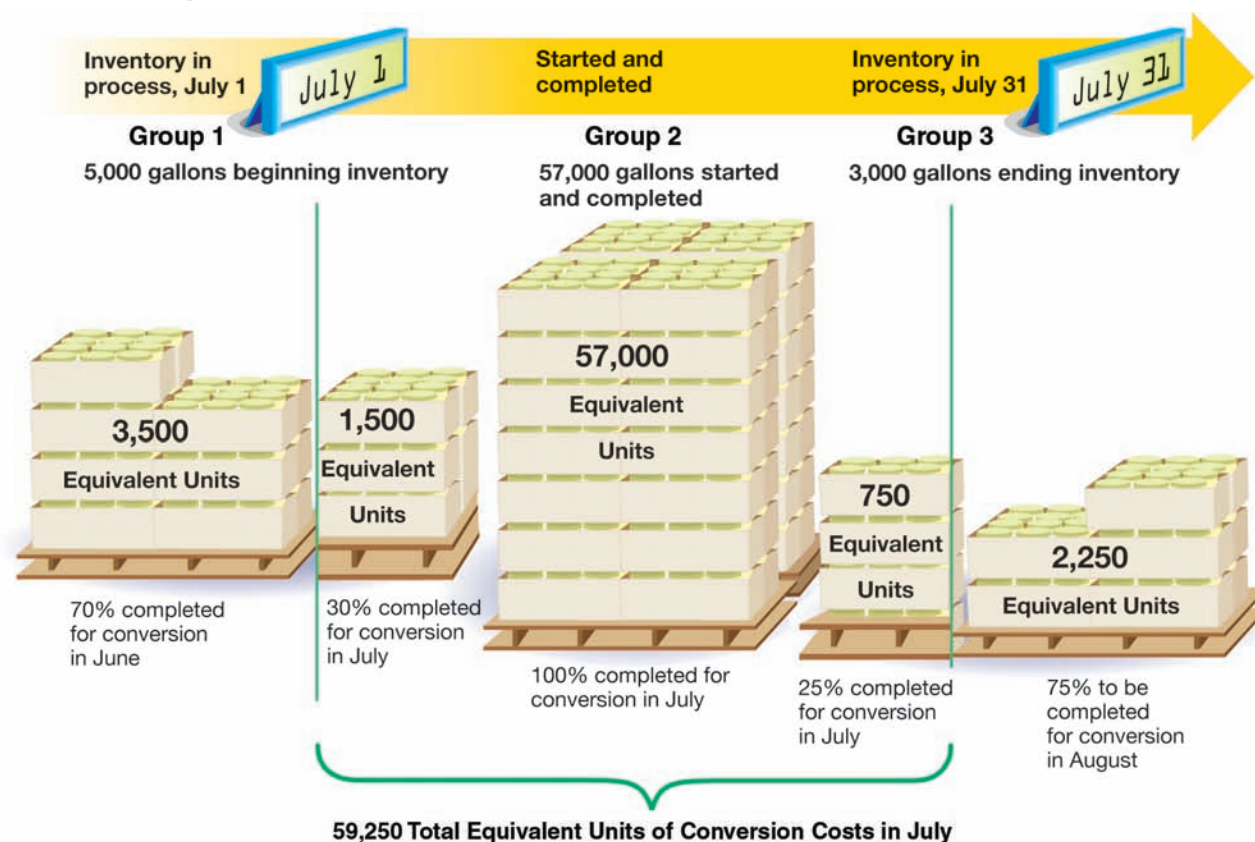 Inventory in
process, July 1
July 1
Started and
completed
Inventory in
process, July 31
July 31
Group 1
5,000 gallons beginning inventory
Group 2
57,000 gallons started
and completed
Group 3
3,000 gallons ending inventory
3,500
Equivalent Units
1,500
Equivalent
Units
57,000
Equivalent
Units
750
Equivalent
Units
2,250
Equivalent Units
70% completed
for conversion
in June
30% completed
for conversion
in July
100% completed for
conversion in July
25% completed
for conversion
in July
75% to be
completed
for conversion
in August
59,250 Total Equivalent Units of Conversion Costs in July